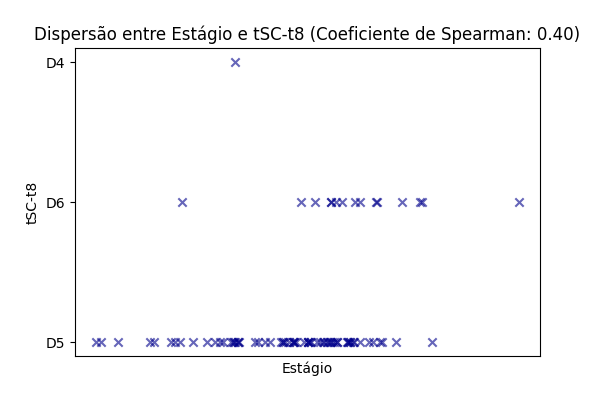 Dispersão entre Estágio e tSC-t8 (Coeficiente de Spearman: 0.40)
D4
D6
tSC-t8
D5
Estágio